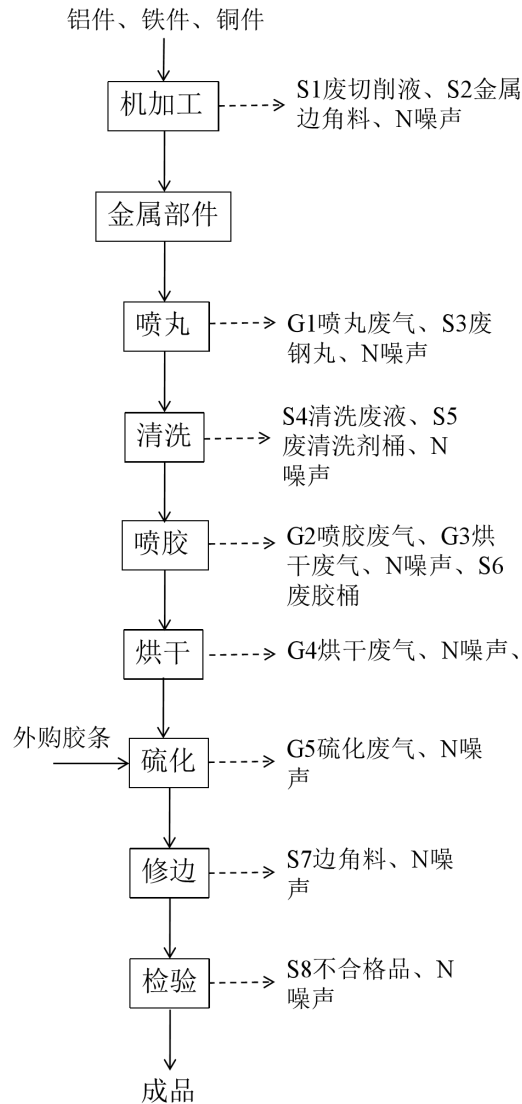 铝件、铁件、铜件
机加工
S1废切削液、S2金属
边角料、N噪声
金属部件
喷丸
G1喷丸废气、S3废
钢丸、N噪声
清洗
S4清洗废液、S5
废清洗剂桶、N
噪声
喷胶
G2喷胶废气、G3烘
干废气、N噪声、S6
废胶桶
烘干
G4烘干废气、N噪声、
外购胶条
硫化
G5硫化废气、N噪
声
修边
S7边角料、N噪
声
检验
S8不合格品、N
噪声
成品